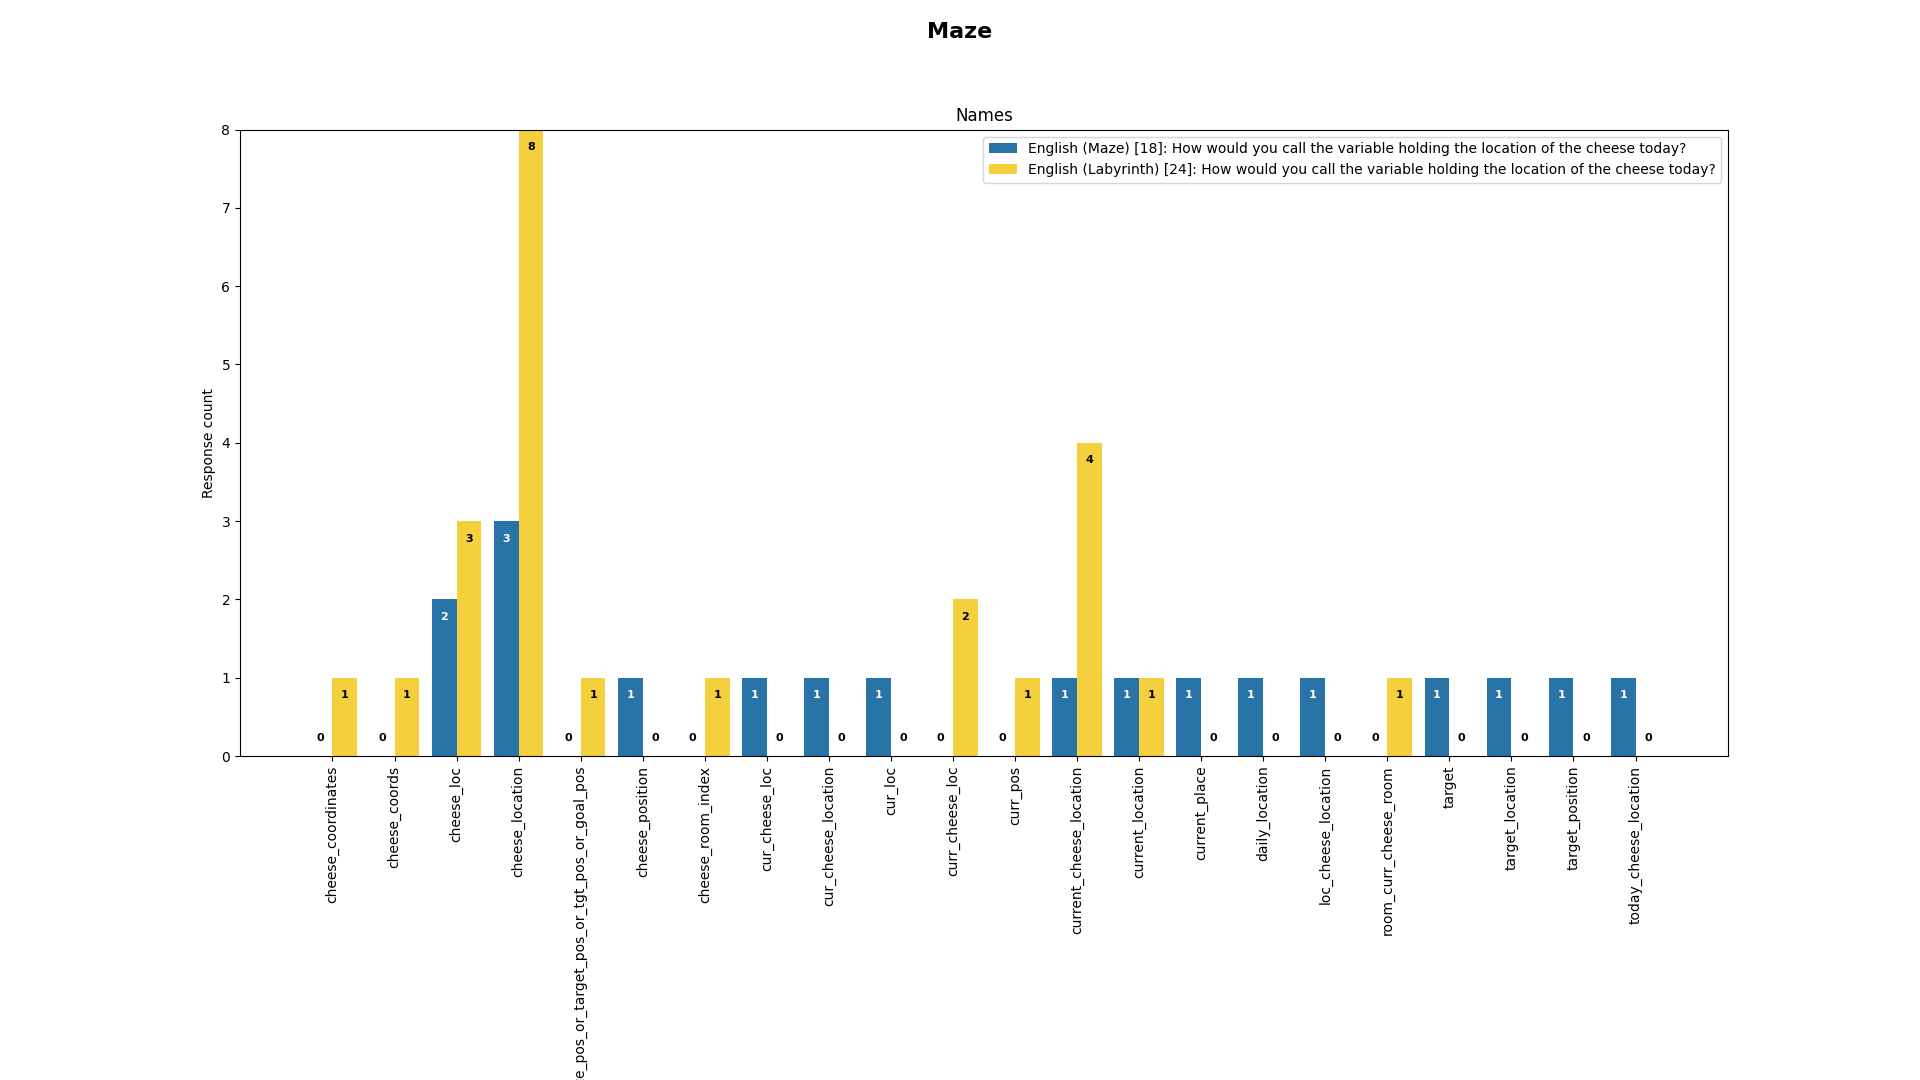 Maze
Names
English (Maze) [18]: How would you call the variable holding the location of the cheese today?
English (Labyrinth) [24]: How would you call the variable holding the location of the cheese today?
Response count
8
7
6
5
4
3
2
1
0
0 1 0 1 2 3 3 8 0 1 1 0 0 1 1 0 1 0 1 0 0 2 0 1 1 4 1 1 1 0 1 0 1 0 0 1 1 0 1 0 1 0 1 0
cheese_coordinates
cheese_coords
cheese_loc
cheese_location
e_pos_or_target_pos_or_tgt_pos_or_goal_pos
cheese_position
cheese_room_index
cur_cheese_loc
cur_cheese_location
cur_loc
curr_cheese_loc
curr_pos
current_cheese_location
current_location
current_place
daily_location
loc_cheese_location
room_curr_cheese_room
target
target_location
target_position
today_cheese_location